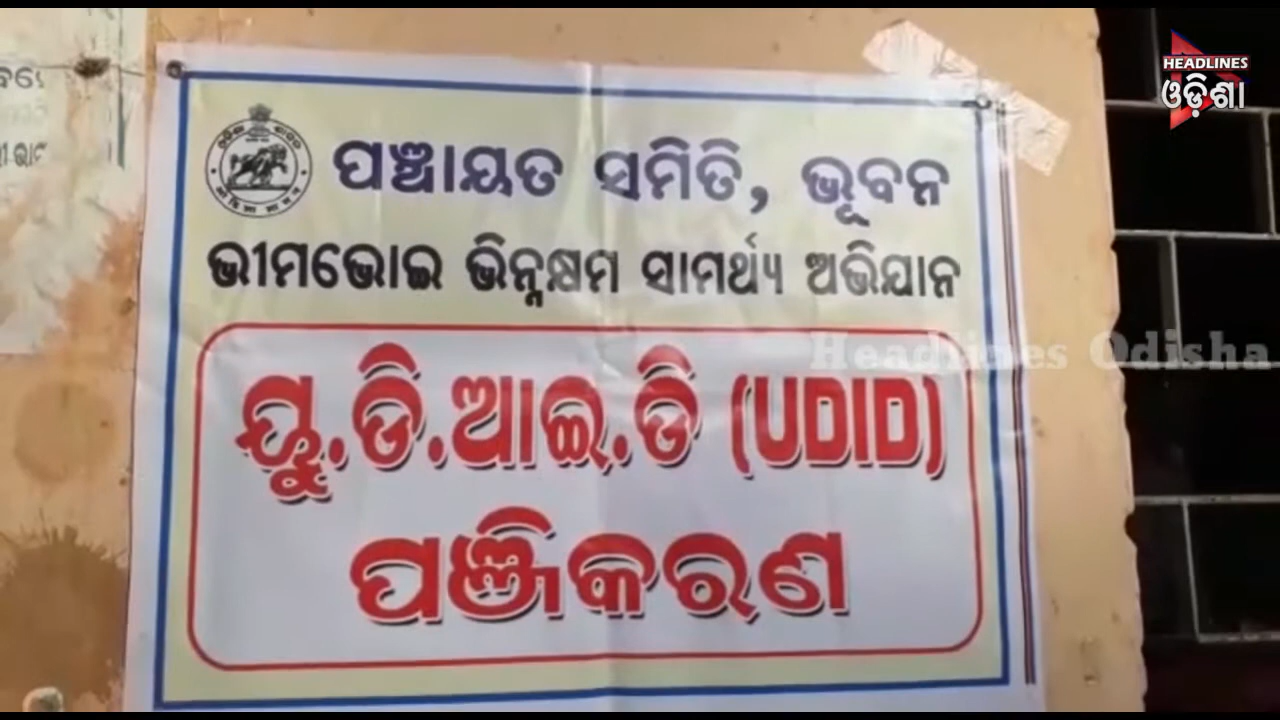 HEADLINES
ଓଡ଼ିଶା
ପଞ୍ଚାୟତ ସମିତି, ଭୂବନ
ଭୀମଭୋଇ ଭିନ୍ନକ୍ଷମ ସାମର୍ଥ୍ୟ ଅଭିଯାନ
Headlines Odisha
ୟୁ.ଡି.ଆଇ.ଡି (UDID)
ପଞ୍ଜିକରଣ